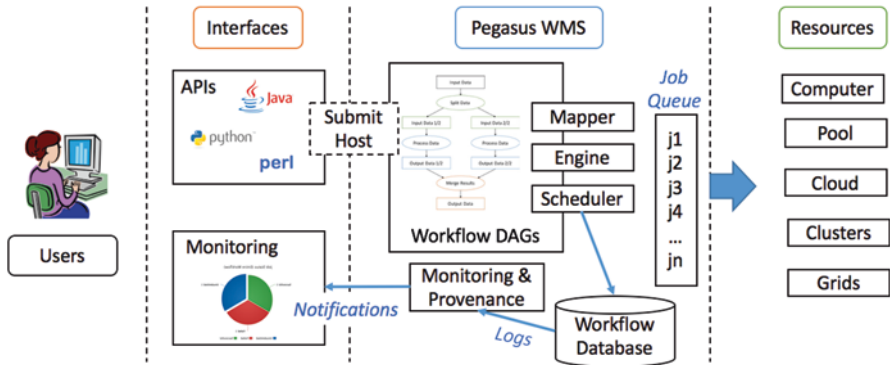 Interfaces
Pegasus WMS
Resources
Users
APIs
Java
python
perl
Submit
Host
Input Data
Split Data
Input Data 1/2
Input Data 2/2
Process Data
Process Data
Output Data 1/2
Output Data 2/2
Merge Results
Output Data
Workflow DAGs
Mapper
Engine
Scheduler
Job
Queue
j1
j2
j3
j4
...
jn
Computer
Pool
Cloud
Clusters
Grids
Monitoring
Notifications
Monitoring &
Provenance
Logs
Workflow
Database